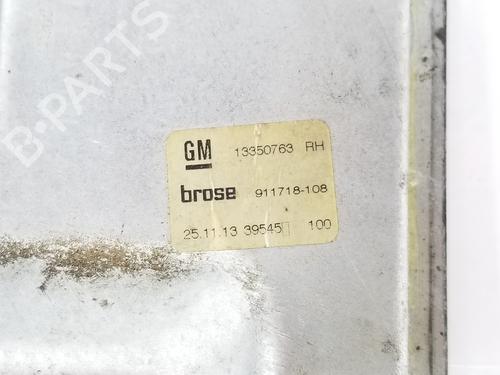 B-PARTS
GM 13350763 RH
brose 911718-108
25.11.13 39545 100